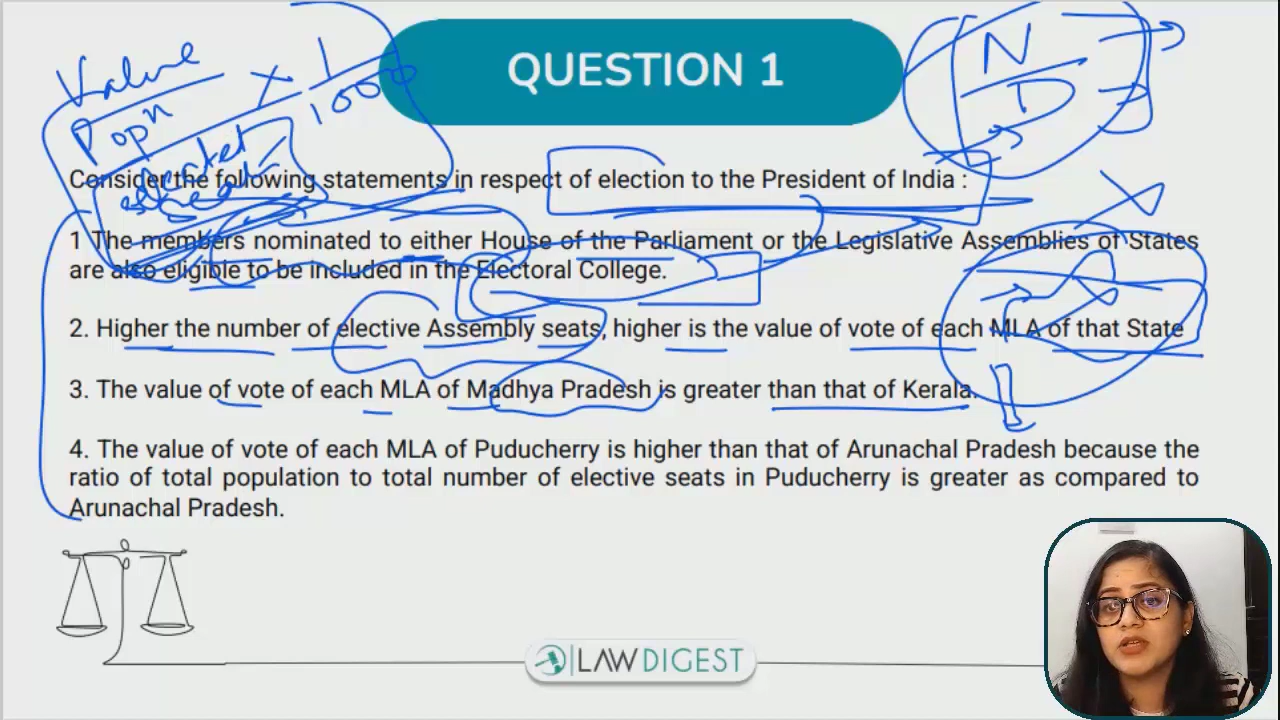 QUESTION 1
Value
Popⁿ × 1
1000
N
D
Consider the following statements in respect of election to the President of India :
1 The members nominated to either House of the Parliament or the Legislative Assemblies of States
are also eligible to be included in the Electoral College.
2. Higher the number of elective Assembly seats, higher is the value of vote of each MLA of that State
3. The value of vote of each MLA of Madhya Pradesh is greater than that of Kerala.
4. The value of vote of each MLA of Puducherry is higher than that of Arunachal Pradesh because the
ratio of total population to total number of elective seats in Puducherry is greater as compared to
Arunachal Pradesh.
LAWDIGEST